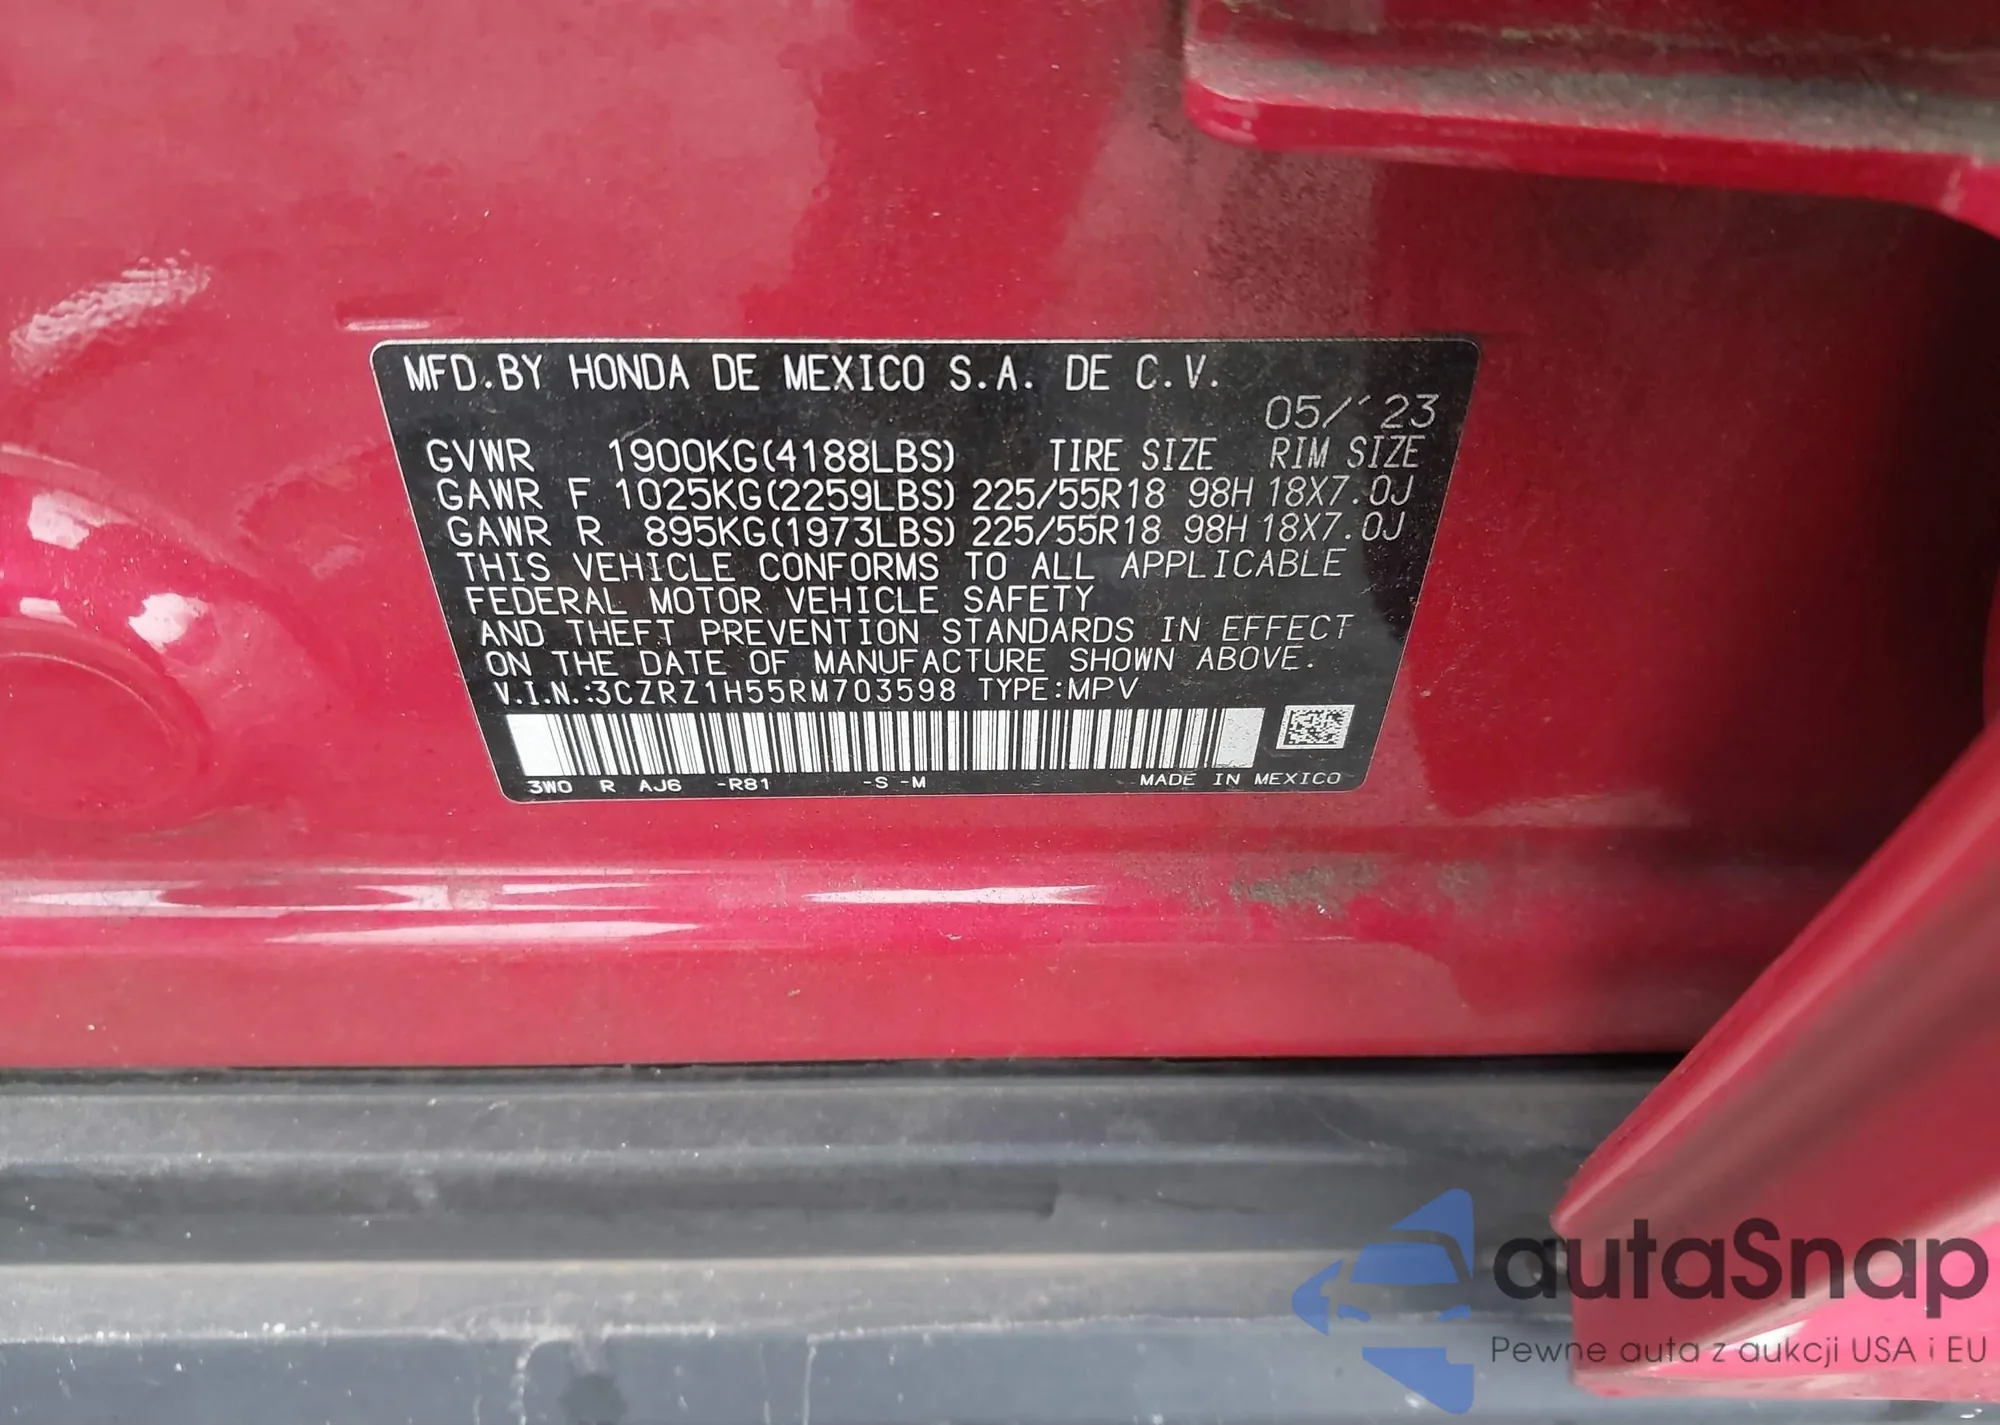 MFD.BY HONDA DE MEXICO S.A. DE C.V.
05/´23
GVWR 1900KG(4188LBS) TIRE SIZE RIM SIZE
GAWR F 1025KG(2259LBS) 225/55R18 98H 18X7.0J
GAWR R 895KG(1973LBS) 225/55R18 98H 18X7.0J
THIS VEHICLE CONFORMS TO ALL APPLICABLE
FEDERAL MOTOR VEHICLE SAFETY
AND THEFT PREVENTION STANDARDS IN EFFECT
ON THE DATE OF MANUFACTURE SHOWN ABOVE.
V.I.N.:3CZRZ1H55RM703598 TYPE:MPV
3W0 R AJ6 -R81 -S -M MADE IN MEXICO
autaSnap
Pewne auta z aukcji USA i EU